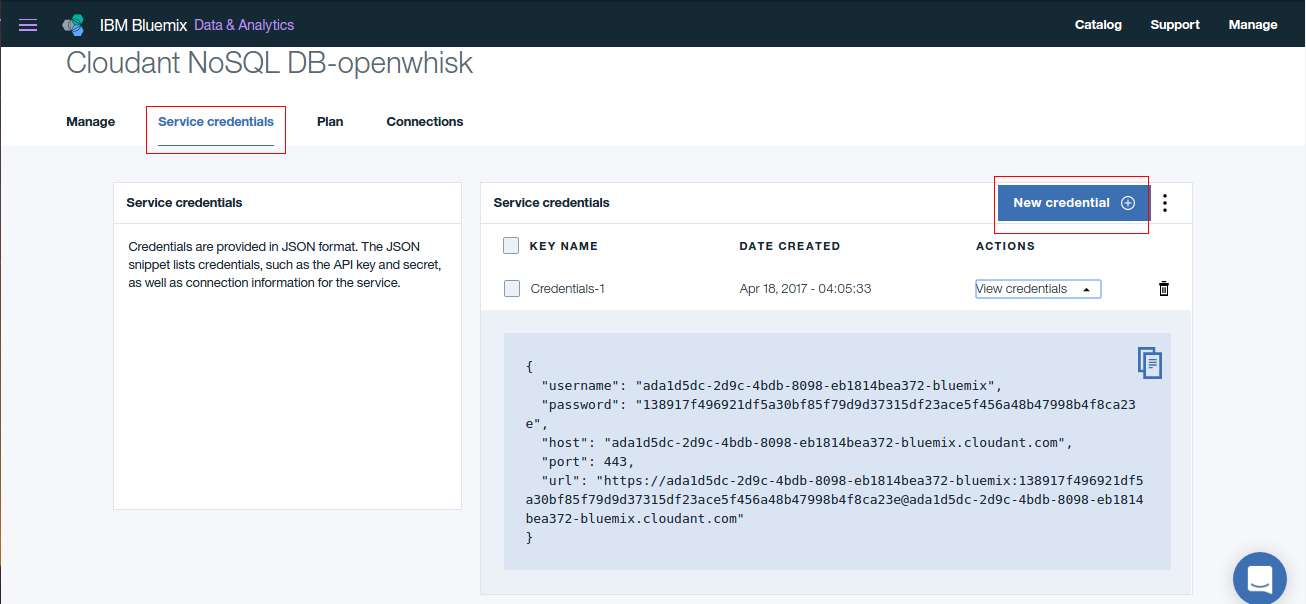 IBM Bluemix Data & Analytics
Catalog Support Manage
Cloudant NoSQL DB-openwhisk
Manage Service credentials Plan Connections
Service credentials
Credentials are provided in JSON format. The JSON
snippet lists credentials, such as the API key and secret,
as well as connection information for the service.
Service credentials
New credential
KEY NAME DATE CREATED ACTIONS
Credentials-1 Apr 18, 2017 - 04:05:33 View credentials
{
"username": "ada1d5dc-2d9c-4bdb-8098-eb1814bea372-bluemix",
"password": "138917f496921df5a30bf85f79d9d37315df23ace5f456a48b47998b4f8ca23
e",
"host": "ada1d5dc-2d9c-4bdb-8098-eb1814bea372-bluemix.cloudant.com",
"port": 443,
"url": "https://ada1d5dc-2d9c-4bdb-8098-eb1814bea372-bluemix:138917f496921df5
a30bf85f79d9d37315df23ace5f456a48b47998b4f8ca23e@ada1d5dc-2d9c-4bdb-8098-eb1814
bea372-bluemix.cloudant.com"
}